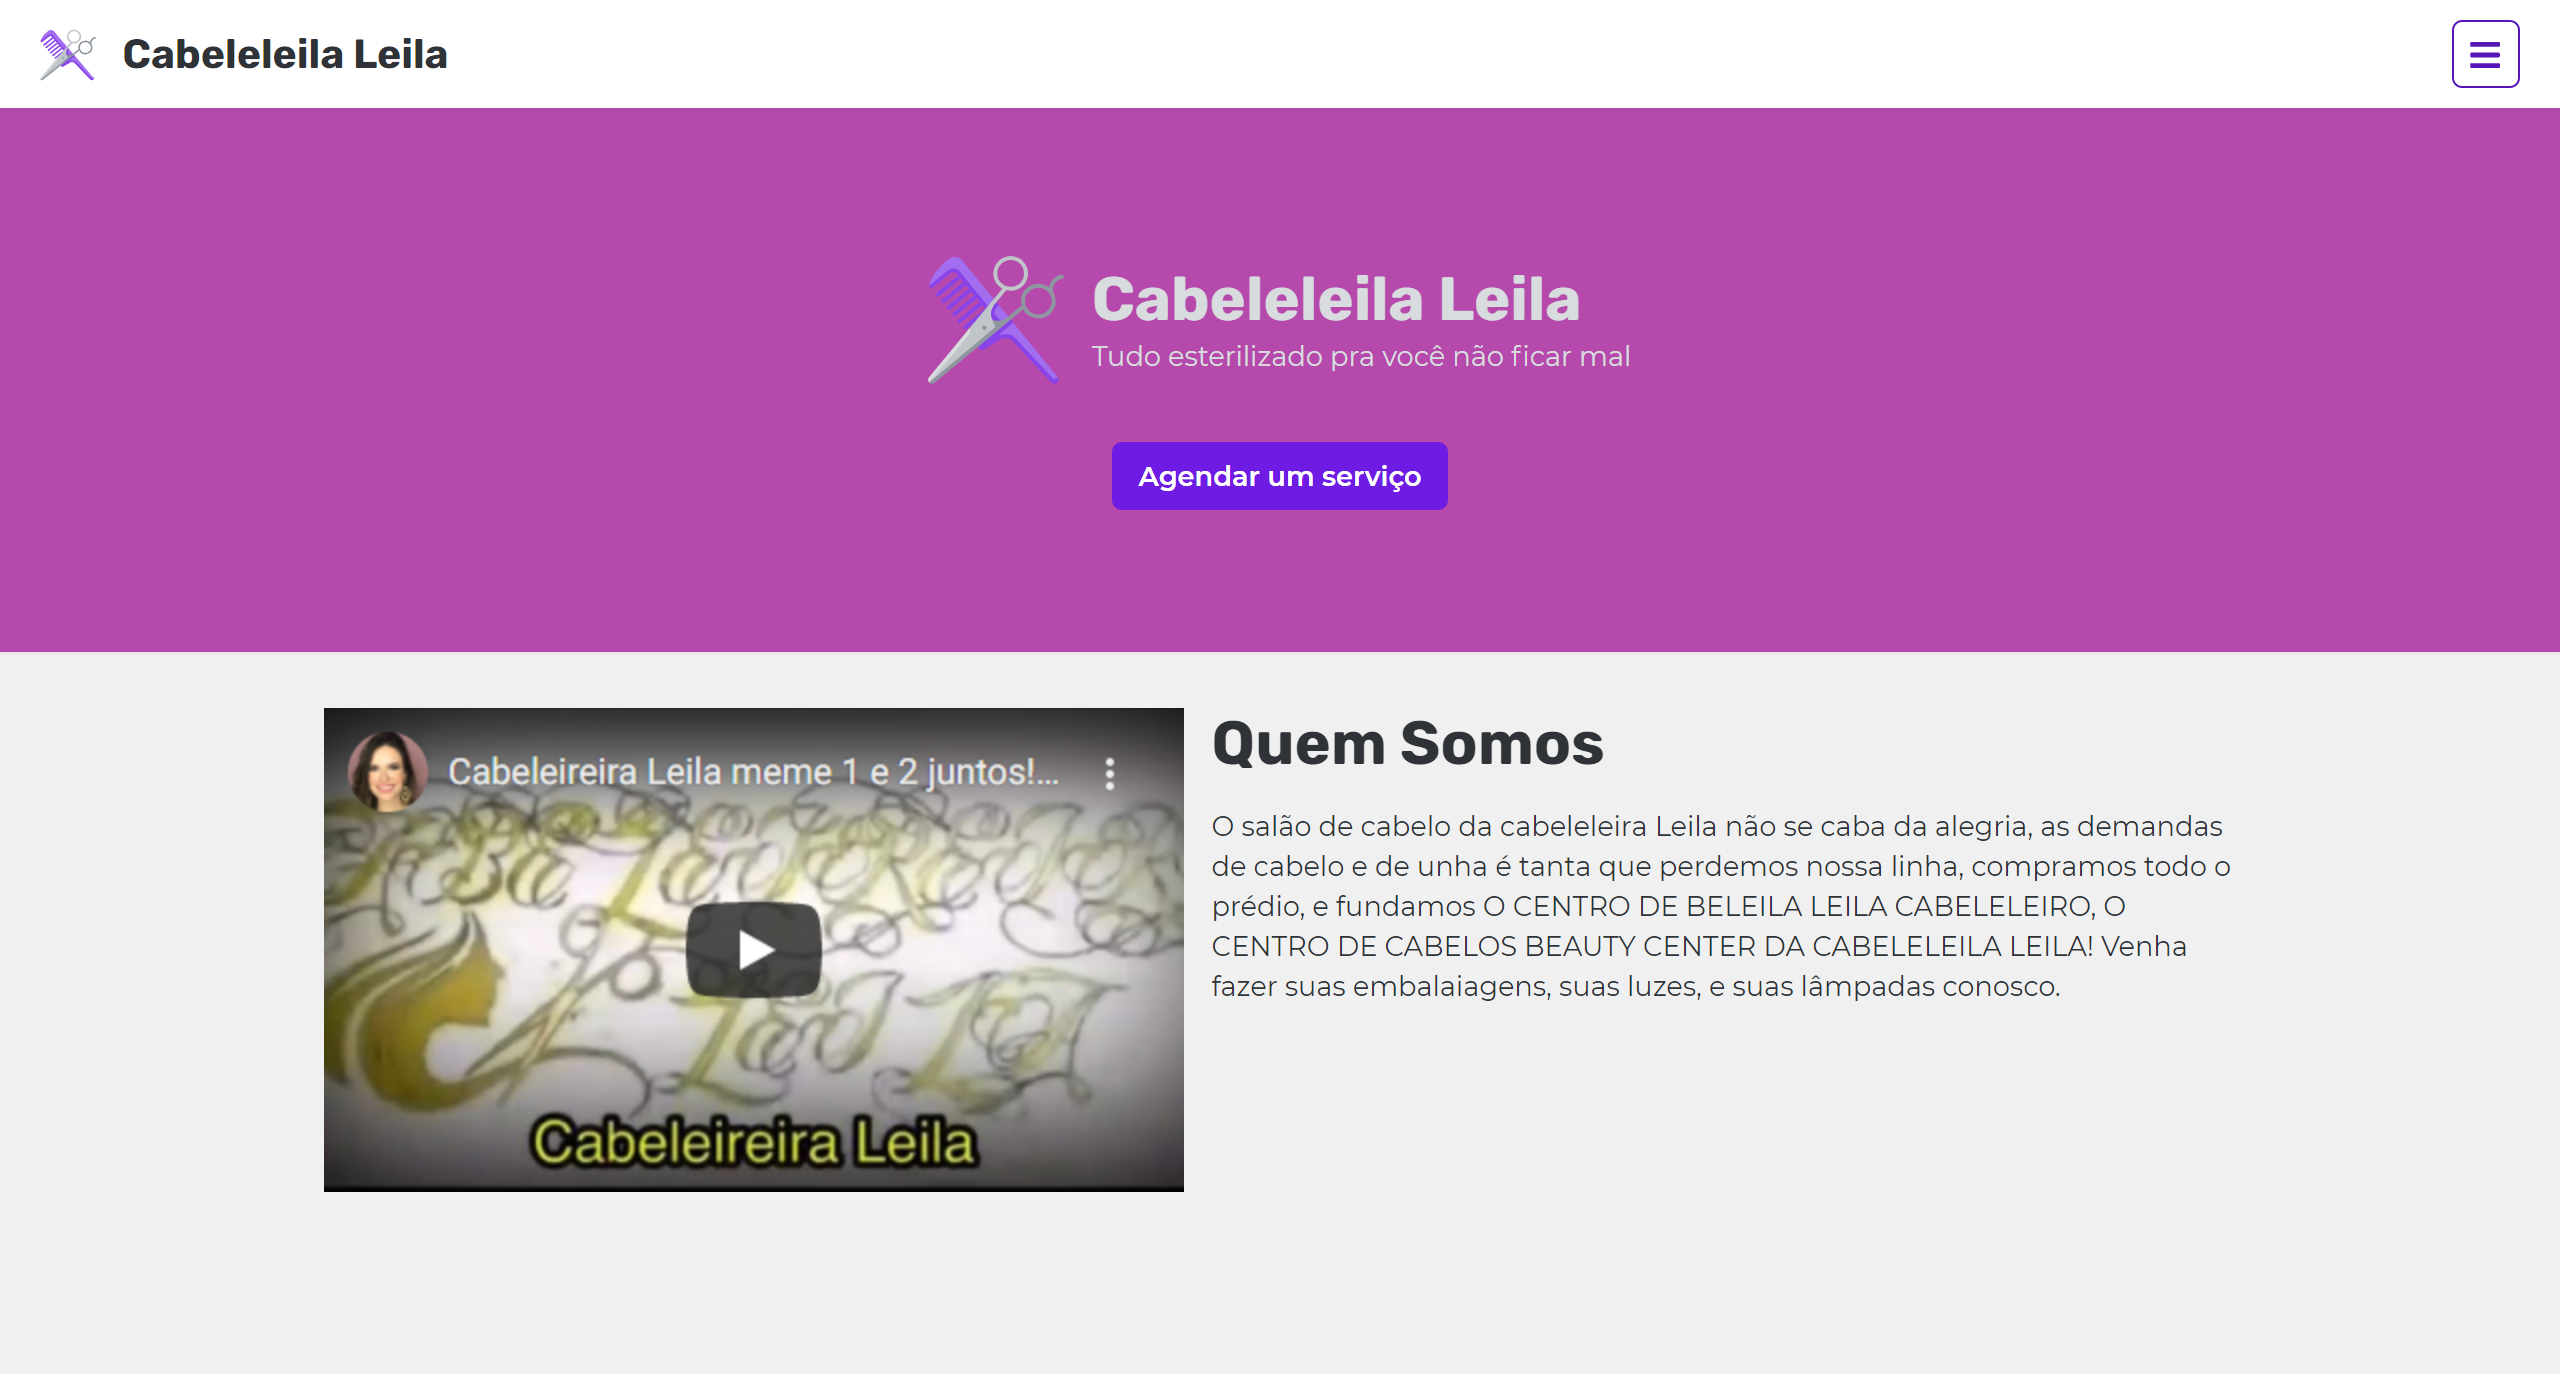 Cabeleleila Leila
Cabeleleila Leila
Tudo esterilizado pra você não ficar mal
Agendar um serviço
Cabeleireira Leila meme 1 e 2 juntos!...
Cabeleireira Leila
Quem Somos
O salão de cabelo da cabeleleira Leila não se caba da alegria, as demandas
de cabelo e de unha é tanta que perdemos nossa linha, compramos todo o
prédio, e fundamos O CENTRO DE BELEILA LEILA CABELELEIRO, O
CENTRO DE CABELOS BEAUTY CENTER DA CABELELEILA LEILA! Venha
fazer suas embalaiagens, suas luzes, e suas lâmpadas conosco.